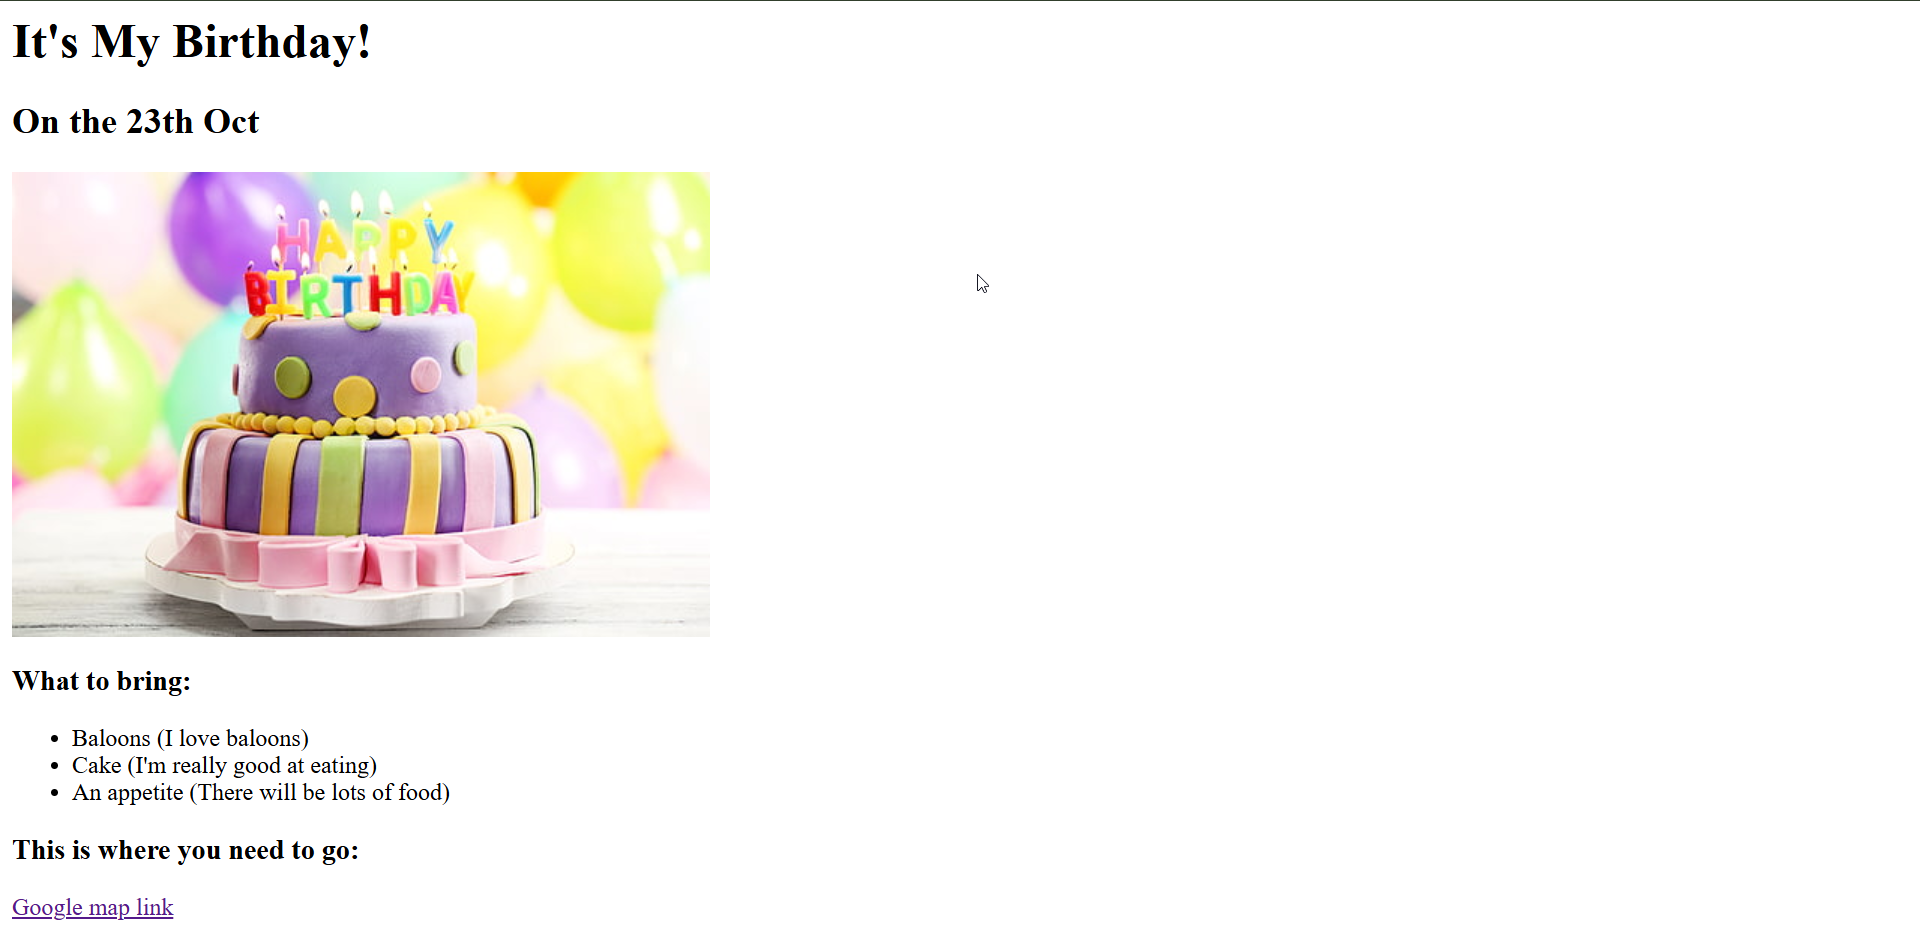 It's My Birthday!
On the 23th Oct
HAPPY
BIRTHDAY
What to bring:
Baloons (I love baloons)
Cake (I'm really good at eating)
An appetite (There will be lots of food)
This is where you need to go:
Google map link